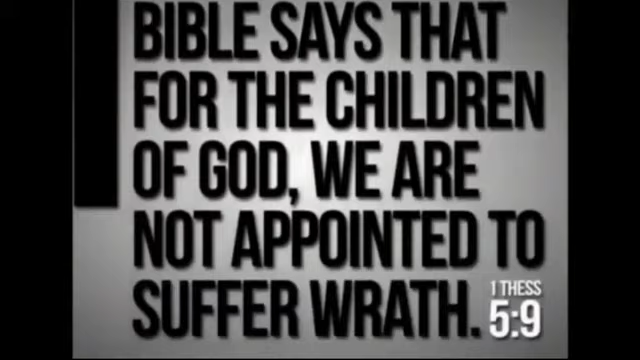 BIBLE SAYS THAT
FOR THE CHILDREN
OF GOD, WE ARE
NOT APPOINTED TO
SUFFER WRATH.
1 THESS
5:9